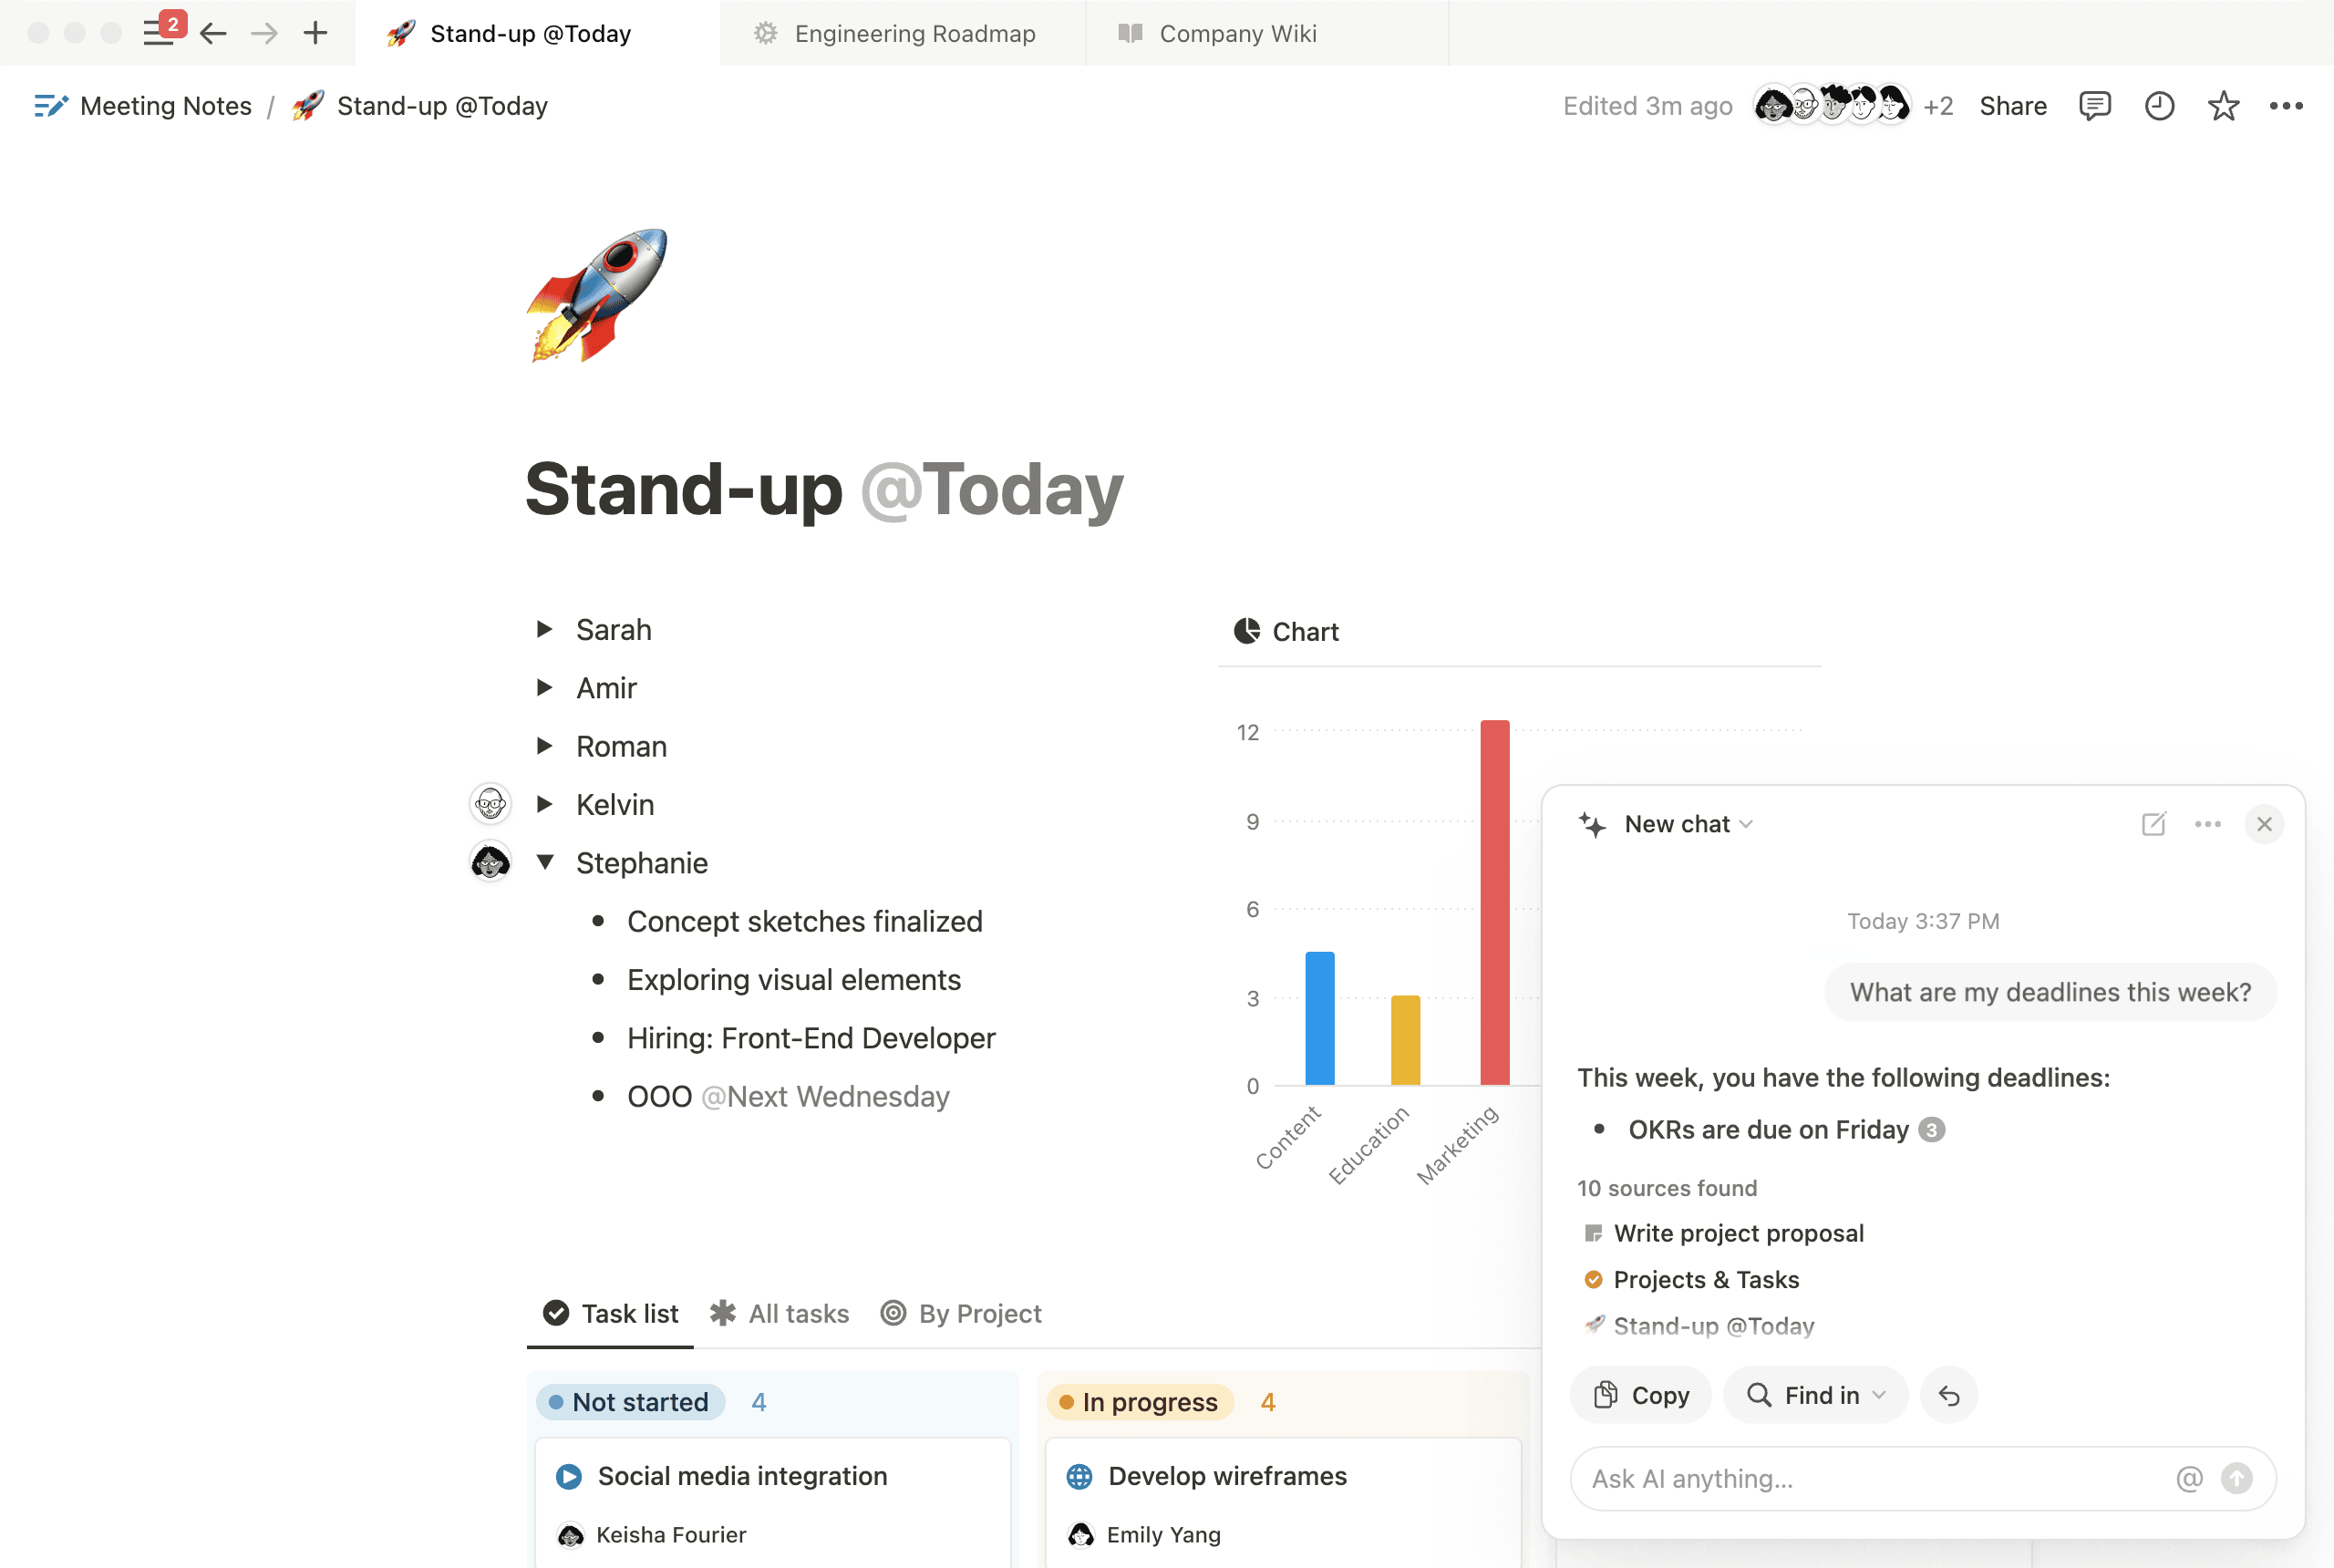 2
Stand-up @Today
Engineering Roadmap
Company Wiki
Meeting Notes / Stand-up @Today
Edited 3m ago
+2
Share
Stand-up @Today
Sarah
Amir
Roman
Kelvin
Stephanie
• Concept sketches finalized
• Exploring visual elements
• Hiring: Front-End Developer
• OOO @Next Wednesday
Chart
12
9
6
3
0
Content
Education
Marketing
Task list
All tasks
By Project
Not started 4
Social media integration
Keisha Fourier
In progress 4
Develop wireframes
Emily Yang
New chat
Today 3:37 PM
What are my deadlines this week?
This week, you have the following deadlines:
• OKRs are due on Friday 3
10 sources found
Write project proposal
Projects & Tasks
Stand-up @Today
Copy
Find in
Ask AI anything...
@